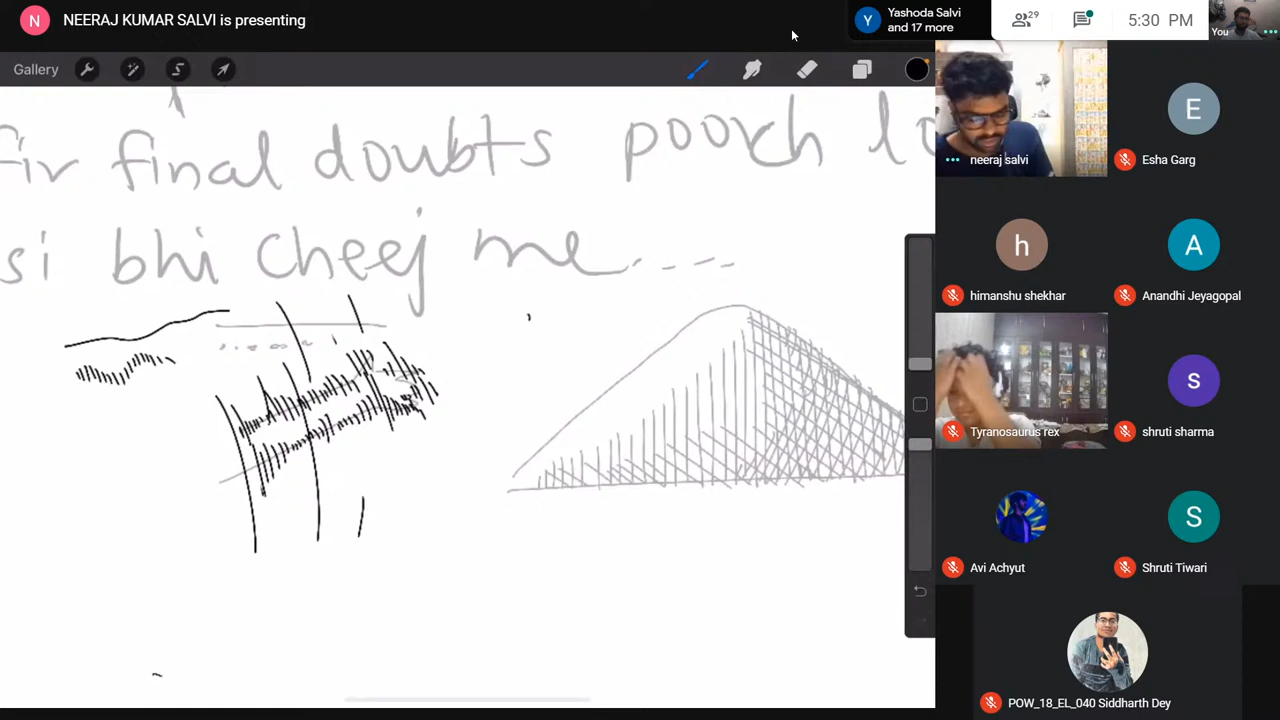 NEERAJ KUMAR SALVI is presenting
N
Yashoda Salvi
and 17 more
Y
29
5:30 PM
You
Gallery
fir final doubts pooch lo
si bhi cheej me....
neeraj salvi
E
Esha Garg
h
himanshu shekhar
A
Anandhi Jeyagopal
Tyranosaurus rex
s
shruti sharma
Avi Achyut
S
Shruti Tiwari
POW_18_EL_040 Siddharth Dey